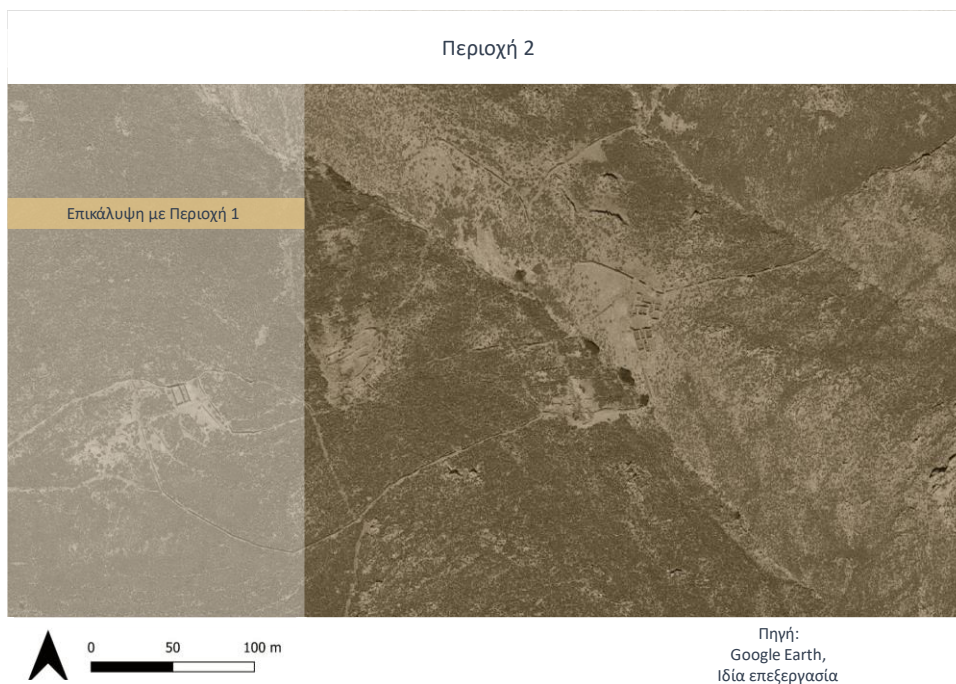 Περιοχή 2
Επικάλυψη με Περιοχή 1
0 50 100 m
Πηγή:
Google Earth,
Ιδία επεξεργασία